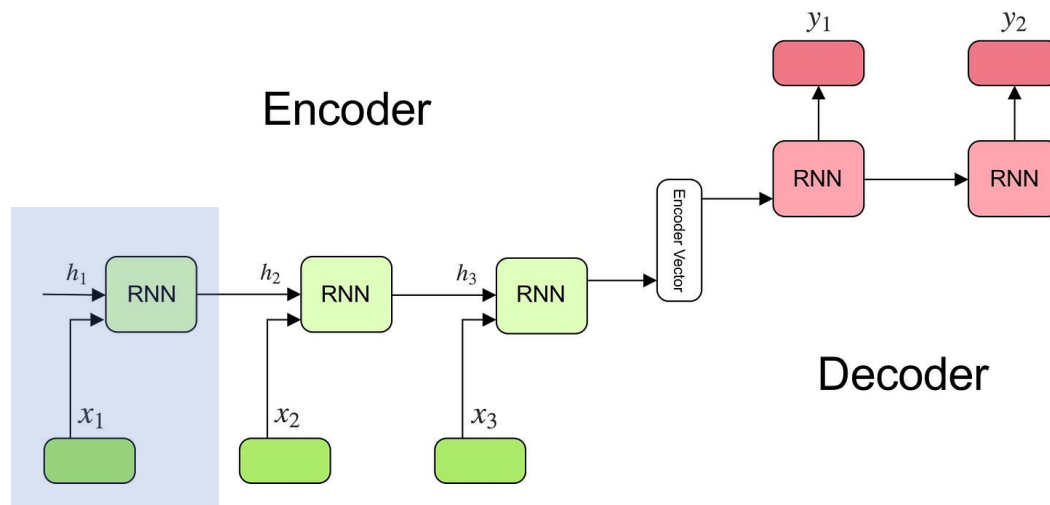 y₁ y₂
Encoder
RNN RNN
Encoder Vector
h₁ h₂ h₃
RNN RNN RNN
Decoder
x₁ x₂ x₃